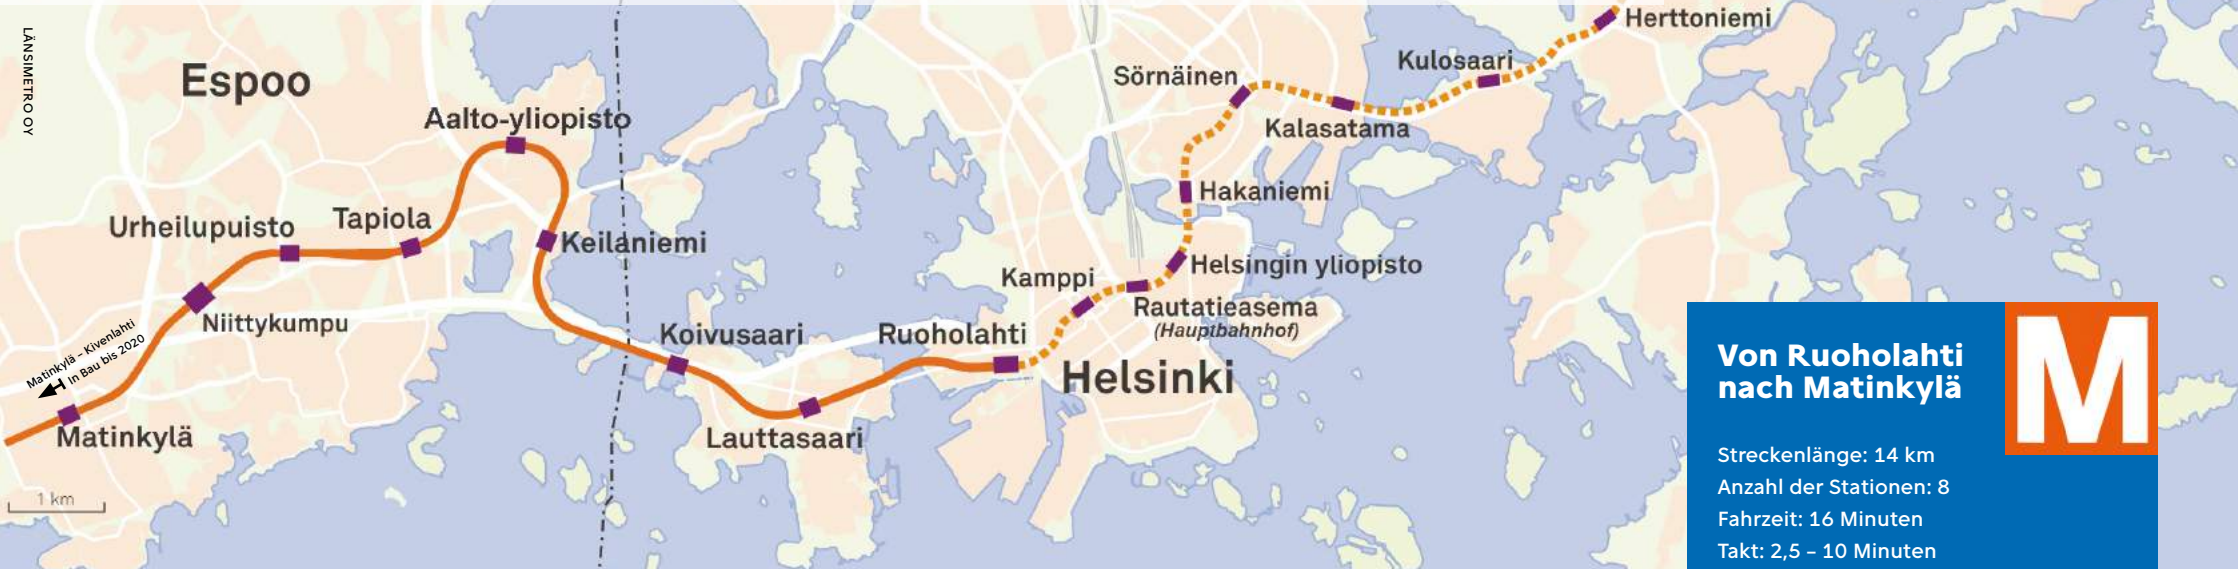 LÄNSIMETRO OY
Espoo
Aalto-yliopisto
Urheilupuisto
Tapiola
Keilaniemi
Niittykumpu
Matinkylä – Kivenlahti
In Bau bis 2020
Matinkylä
1 km
Koivusaari
Lauttasaari
Ruoholahti
Helsinki
Kamppi
Rautatieasema
(Hauptbahnhof)
Helsingin yliopisto
Hakaniemi
Sörnäinen
Kalasatama
Kulosaari
Herttoniemi
Von Ruoholahti
nach Matinkylä
M
Streckenlänge: 14 km
Anzahl der Stationen: 8
Fahrzeit: 16 Minuten
Takt: 2,5 – 10 Minuten